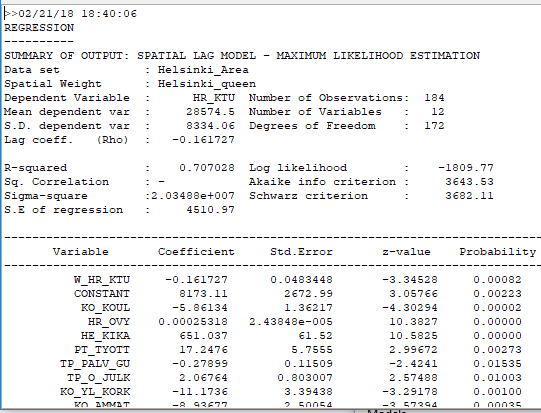 >>02/21/18 18:40:06
REGRESSION
----------
SUMMARY OF OUTPUT: SPATIAL LAG MODEL - MAXIMUM LIKELIHOOD ESTIMATION
Data set            : Helsinki_Area
Spatial Weight      : Helsinki_queen
Dependent Variable  :      HR_KTU  Number of Observations:  184
Mean dependent var  :     28574.5  Number of Variables   :   12
S.D. dependent var  :     8334.06  Degrees of Freedom    :  172
Lag coeff.   (Rho)  :   -0.161727

R-squared           :    0.707028  Log likelihood        :    -1809.77
Sq. Correlation     : -            Akaike info criterion :     3643.53
Sigma-square        :2.03488e+007  Schwarz criterion     :     3682.11
S.E of regression   :     4510.97

-----------------------------------------------------------------------------
Variable     Coefficient     Std.Error       z-value    Probability
-----------------------------------------------------------------------------
W_HR_KTU   -0.161727   0.0483448   -3.34528   0.00082
CONSTANT   8173.11   2672.99   3.05766   0.00223
KO_KOUL   -5.86134   1.36217   -4.30294   0.00002
HR_OVY   0.00025318   2.43848e-005   10.3827   0.00000
HE_KIKA   651.037   61.52   10.5825   0.00000
PT_TYOTT   17.2476   5.7555   2.99672   0.00273
TP_PALV_GU   -0.27899   0.11509   -2.4241   0.01535
TP_O_JULK   2.06764   0.803007   2.57488   0.01003
KO_YL_KORK   -11.1736   3.39438   -3.29178   0.00100
KO_AMMAT   -8.93677   2.50054   -3.57394   0.00035